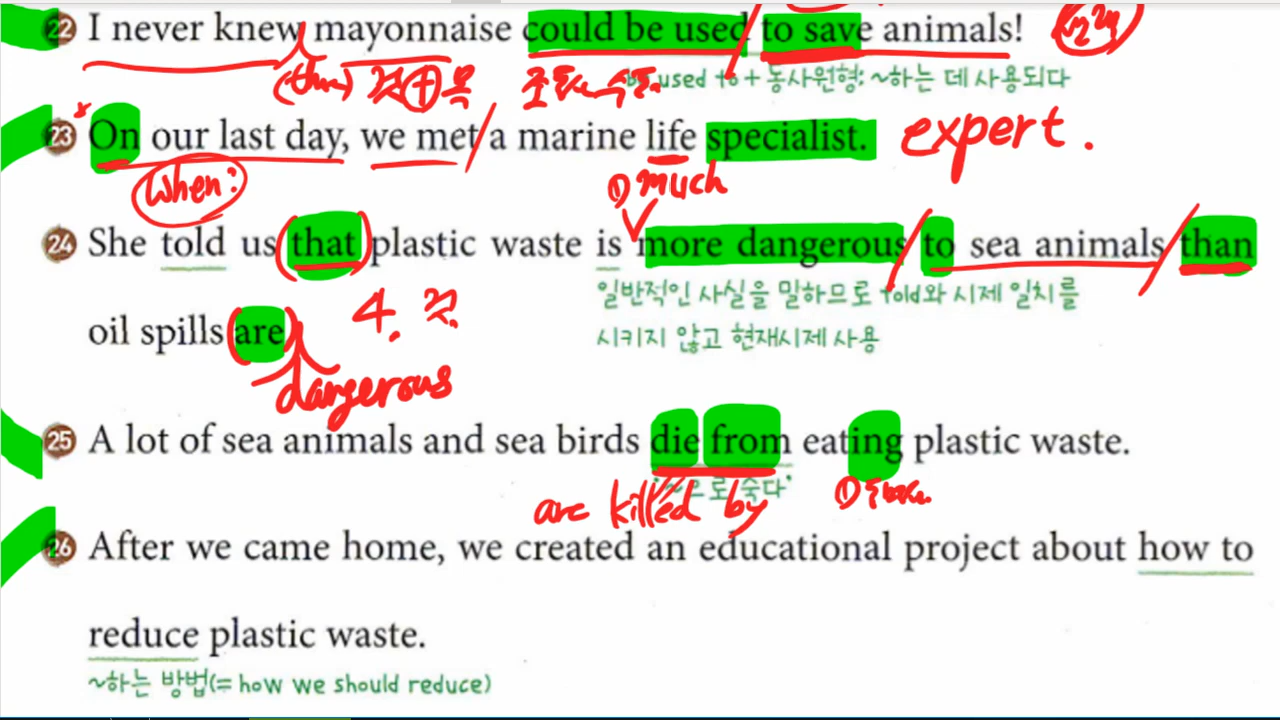 22 I never knew mayonnaise could be used to save animals!
(that) 접 + 목
used to + 동사원형: ~하는 데 사용되다
23 On our last day, we met a marine life specialist. expert.
when:
① much
24 She told us that plastic waste is more dangerous to sea animals than
일반적인 사실을 말하므로 told와 시제 일치를
oil spills are
시키지 않고 현재시제 사용
dangerous
25 A lot of sea animals and sea birds die from eating plastic waste.
are killed by
26 After we came home, we created an educational project about how to
reduce plastic waste.
~하는 방법(= how we should reduce)